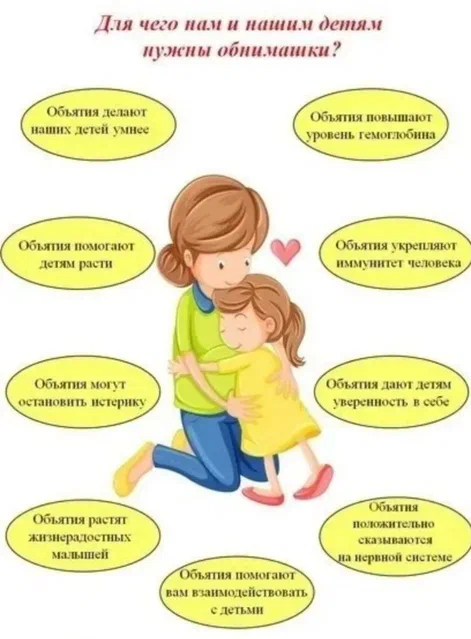 Для чего нам и нашим детям
нужны обнимашки?
Объятия делают
наших детей умнее
Объятия повышают
уровень гемоглобина
Объятия помогают
детям расти
Объятия укрепляют
иммунитет человека
Объятия могут
остановить истерику
Объятия дают детям
уверенность в себе
Объятия растят
жизнерадостных
малышей
Объятия
положительно
сказываются
на нервной системе
Объятия помогают
вам взаимодействовать
с детьми